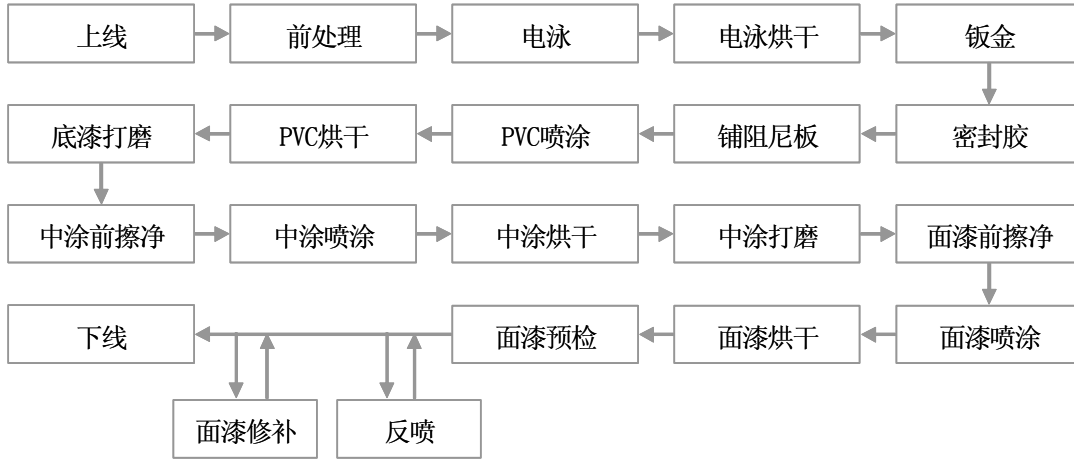 上线
前处理
电泳
电泳烘干
钣金
密封胶
铺阻尼板
PVC喷涂
PVC烘干
底漆打磨
中涂前擦净
中涂喷涂
中涂烘干
中涂打磨
面漆前擦净
面漆喷涂
面漆烘干
面漆预检
下线
面漆修补
反喷